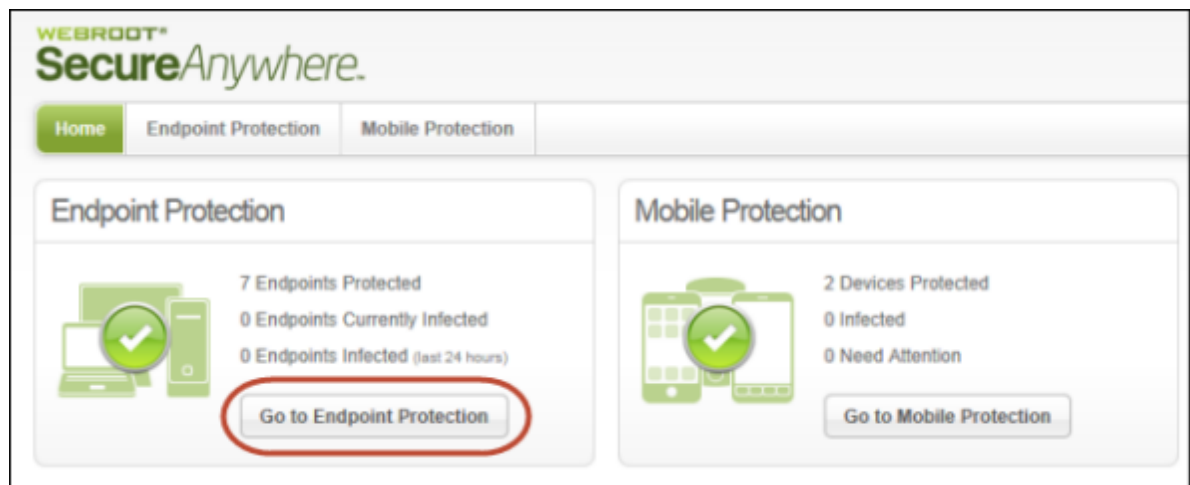 WEBROOT®
SecureAnywhere™
Home Endpoint Protection Mobile Protection
Endpoint Protection
7 Endpoints Protected
0 Endpoints Currently Infected
0 Endpoints Infected (last 24 hours)
Go to Endpoint Protection
Mobile Protection
2 Devices Protected
0 Infected
0 Need Attention
Go to Mobile Protection